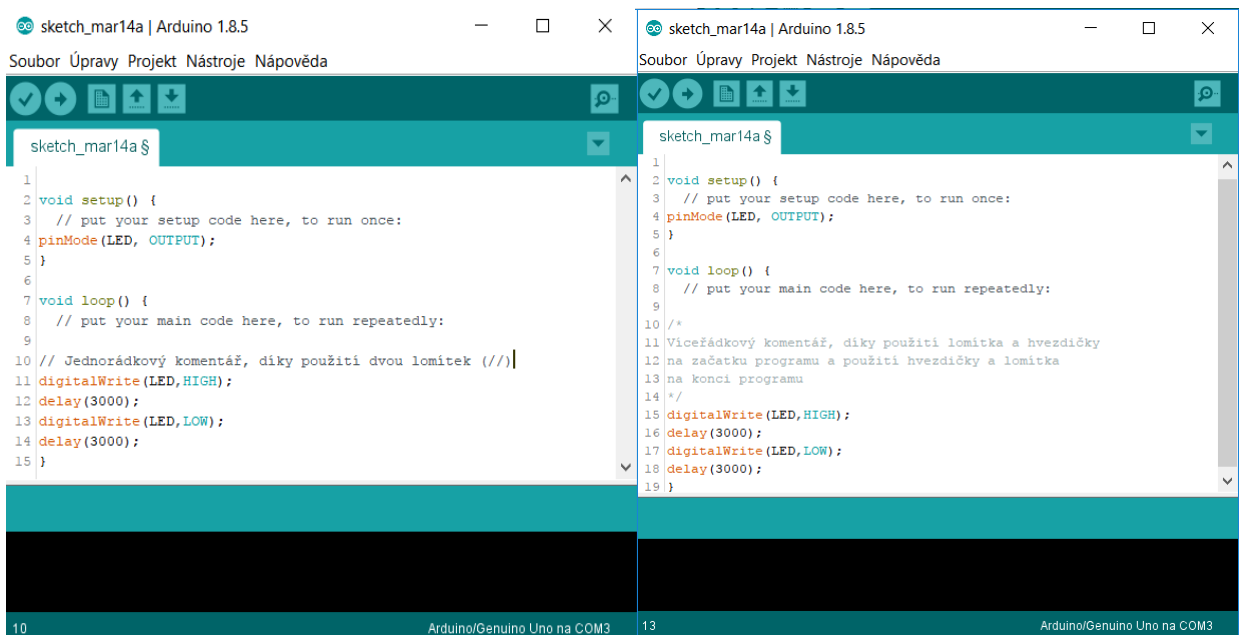 sketch_mar14a | Arduino 1.8.5
Soubor Úpravy Projekt Nástroje Nápověda
sketch_mar14a §
1
2 void setup() {
3 // put your setup code here, to run once:
4 pinMode(LED, OUTPUT);
5 }
6
7 void loop() {
8 // put your main code here, to run repeatedly:
9
10 // Jednorádkový komentář, díky použití dvou lomítek (//)
11 digitalWrite(LED,HIGH);
12 delay(3000);
13 digitalWrite(LED,LOW);
14 delay(3000);
15 }
10 Arduino/Genuino Uno na COM3
sketch_mar14a | Arduino 1.8.5
Soubor Úpravy Projekt Nástroje Nápověda
sketch_mar14a §
1
2 void setup() {
3 // put your setup code here, to run once:
4 pinMode(LED, OUTPUT);
5 }
6
7 void loop() {
8 // put your main code here, to run repeatedly:
9
10 /*
11 Víceřádkový komentář, díky použití lomítka a hvezdičky
12 na začatku programu a použití hvezdičky a lomítka
13 na konci programu
14 */
15 digitalWrite(LED,HIGH);
16 delay(3000);
17 digitalWrite(LED,LOW);
18 delay(3000);
19 }
13 Arduino/Genuino Uno na COM3